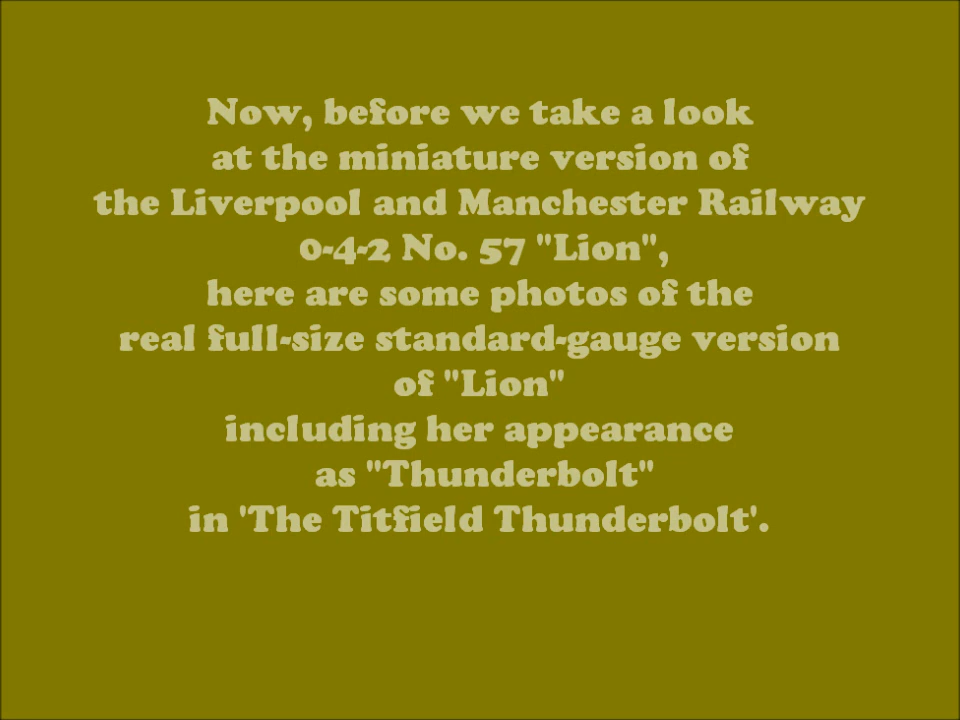 Now, before we take a look
at the miniature version of
the Liverpool and Manchester Railway
0-4-2 No. 57 "Lion",
here are some photos of the
real full-size standard-gauge version
of "Lion"
including her appearance
as "Thunderbolt"
in 'The Titfield Thunderbolt'.